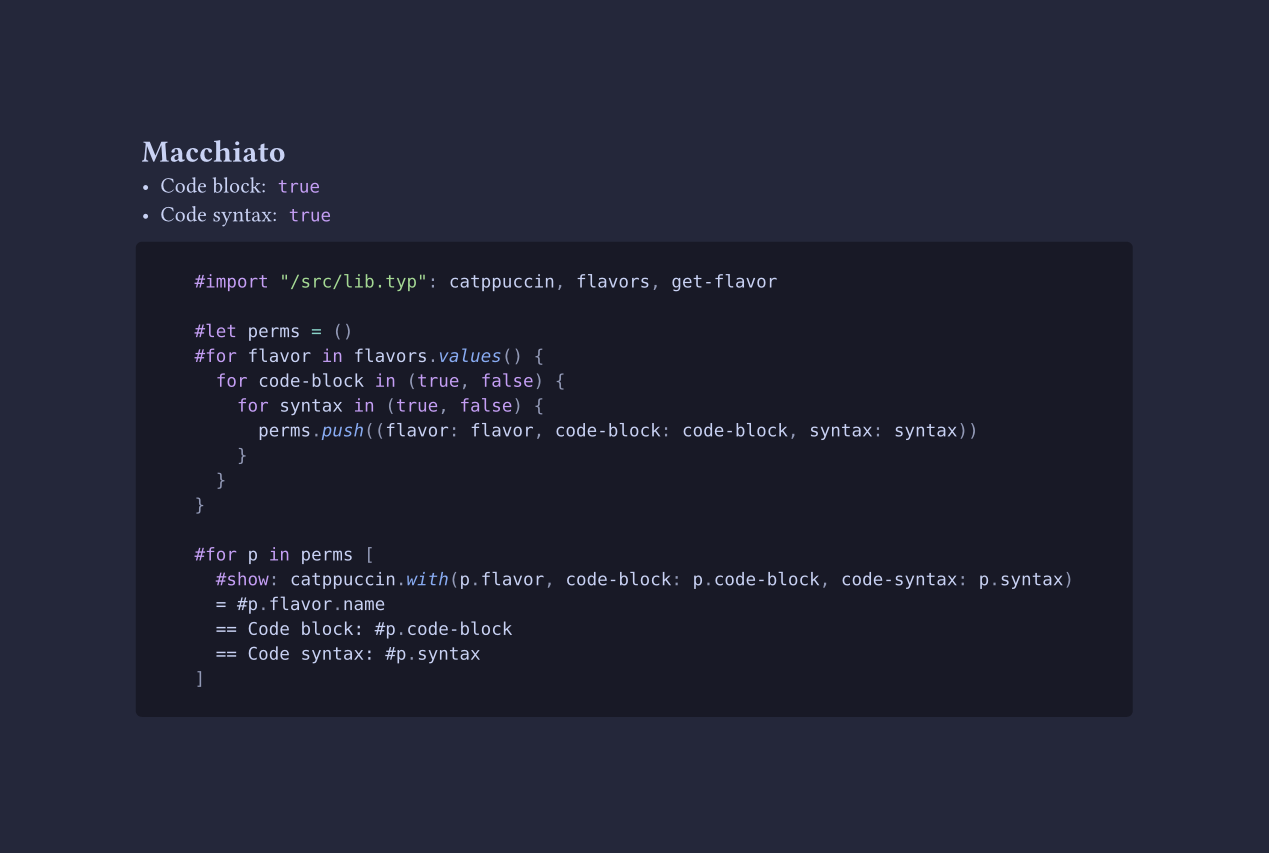 Macchiato
• Code block: true
• Code syntax: true
#import "/src/lib.typ": catppuccin, flavors, get-flavor
#let perms = ()
#for flavor in flavors.values() {
  for code-block in (true, false) {
    for syntax in (true, false) {
      perms.push((flavor: flavor, code-block: code-block, syntax: syntax))
    }
  }
}
#for p in perms [
  #show: catppuccin.with(p.flavor, code-block: p.code-block, code-syntax: p.syntax)
  = #p.flavor.name
  == Code block: #p.code-block
  == Code syntax: #p.syntax
]